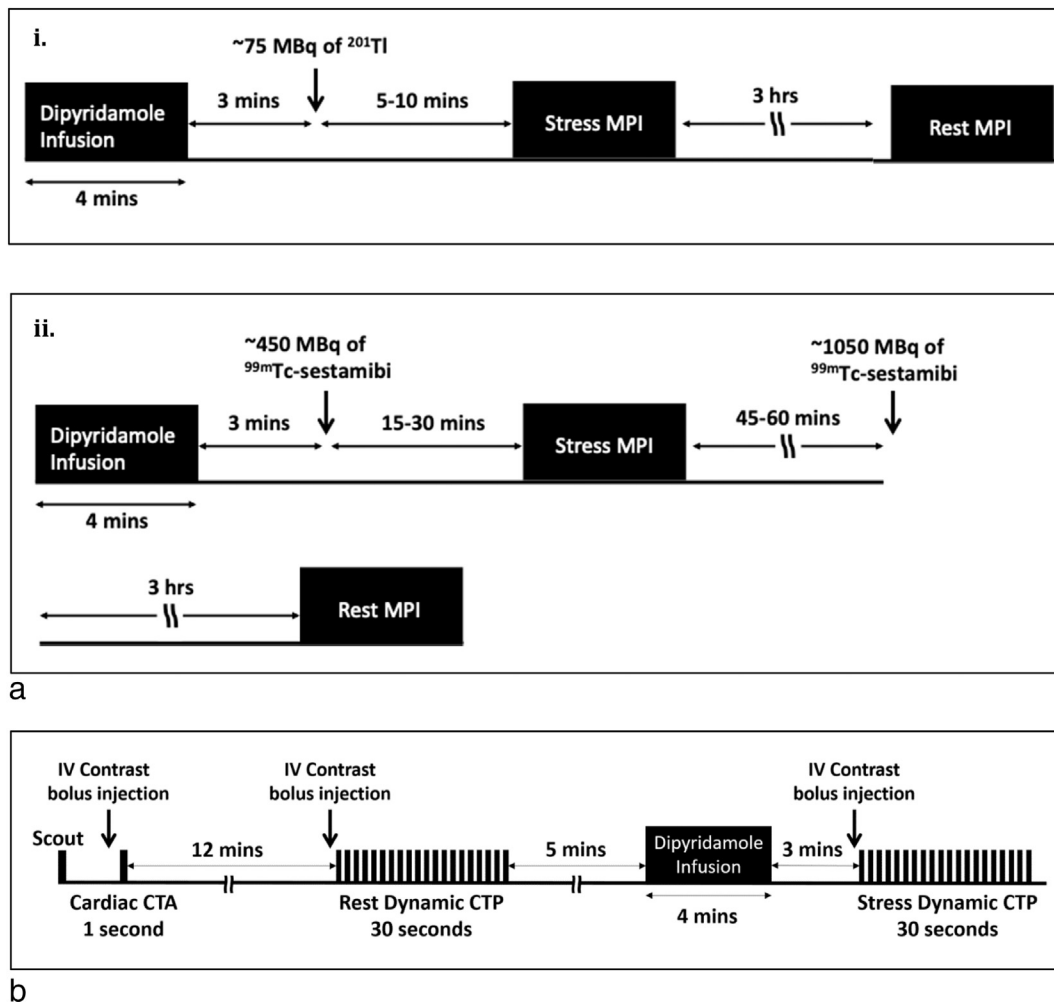 i.
~75 MBq of ²⁰¹Tl
Dipyridamole
Infusion
3 mins
5-10 mins
Stress MPI
3 hrs
Rest MPI
4 mins
ii.
~450 MBq of
⁹⁹ᵐTc-sestamibi
~1050 MBq of
⁹⁹ᵐTc-sestamibi
Dipyridamole
Infusion
3 mins
15-30 mins
Stress MPI
45-60 mins
4 mins
3 hrs
Rest MPI
a
IV Contrast
bolus injection
IV Contrast
bolus injection
IV Contrast
bolus injection
Scout
12 mins
5 mins
Dipyridamole
Infusion
3 mins
Cardiac CTA
1 second
Rest Dynamic CTP
30 seconds
4 mins
Stress Dynamic CTP
30 seconds
b